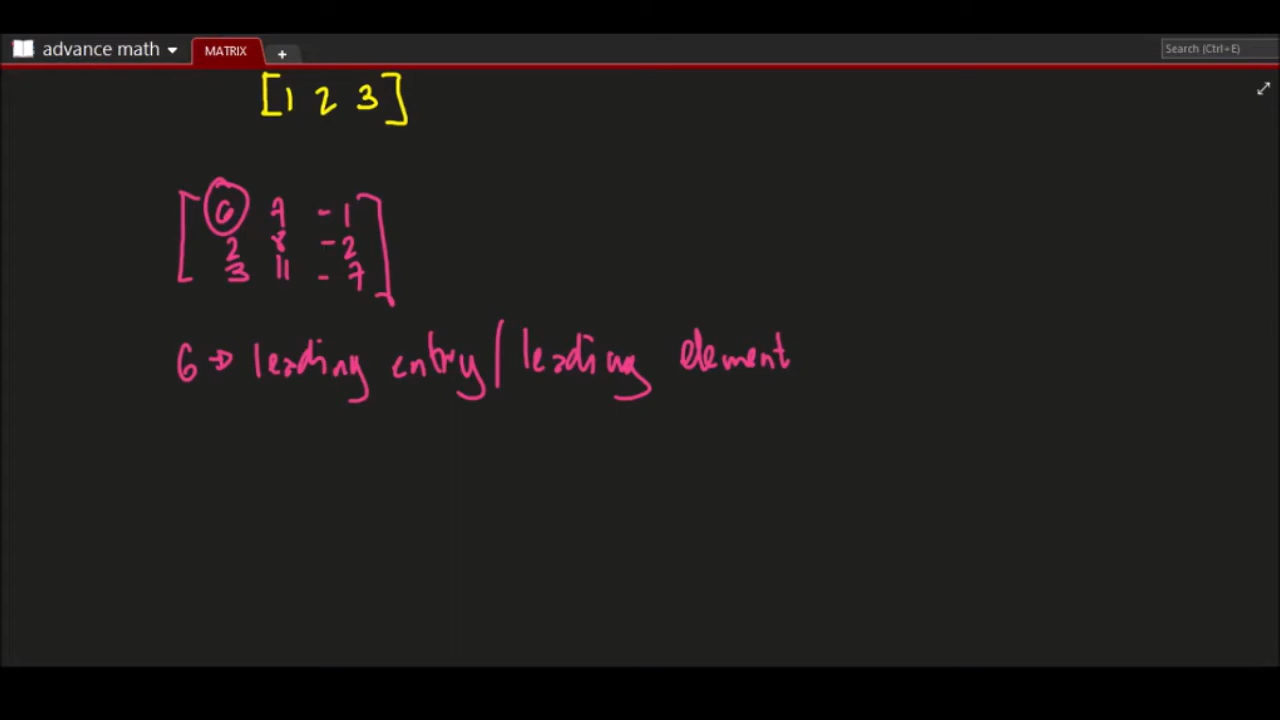 advance math
MATRIX
+
Search (Ctrl+E)
[1 2 3]
6 7 -1
2 8 -2
3 11 -7
6 → leading entry / leading element